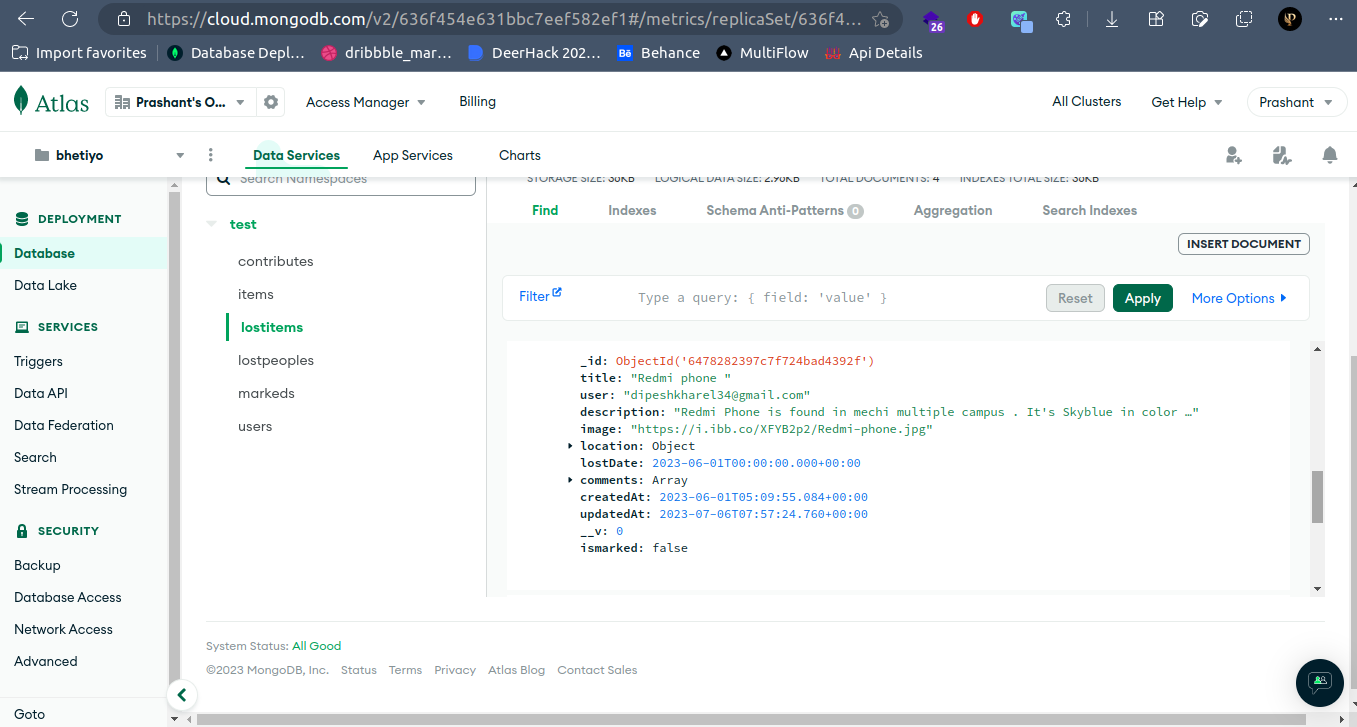 https://cloud.mongodb.com/v2/636f454e631bbc7eef582ef1#/metrics/replicaSet/636f4...
26
Import favorites
Database Depl...
dribbble_mar...
DeerHack 202...
Bē Behance
MultiFlow
Api Details
Atlas
Prashant's O...
Access Manager
Billing
All Clusters
Get Help
Prashant
bhetiyo
Data Services
App Services
Charts
DEPLOYMENT
Database
Data Lake
SERVICES
Triggers
Data API
Data Federation
Search
Stream Processing
SECURITY
Backup
Database Access
Network Access
Advanced
Goto
Search Namespaces
test
contributes
items
lostitems
lostpeoples
markeds
users
STORAGE SIZE: 36KB LOGICAL DATA SIZE: 2.96KB TOTAL DOCUMENTS: 4 INDEXES TOTAL SIZE: 36KB
Find Indexes Schema Anti-Patterns 0 Aggregation Search Indexes
INSERT DOCUMENT
Filter Type a query: { field: 'value' } Reset Apply More Options
_id: ObjectId('6478282397c7f724bad4392f')
title: "Redmi phone "
user: "dipeshkharel34@gmail.com"
description: "Redmi Phone is found in mechi multiple campus . It's Skyblue in color …"
image: "https://i.ibb.co/XFYB2p2/Redmi-phone.jpg"
location: Object
lostDate: 2023-06-01T00:00:00.000+00:00
comments: Array
createdAt: 2023-06-01T05:09:55.084+00:00
updatedAt: 2023-07-06T07:57:24.760+00:00
__v: 0
ismarked: false
System Status: All Good
©2023 MongoDB, Inc. Status Terms Privacy Atlas Blog Contact Sales